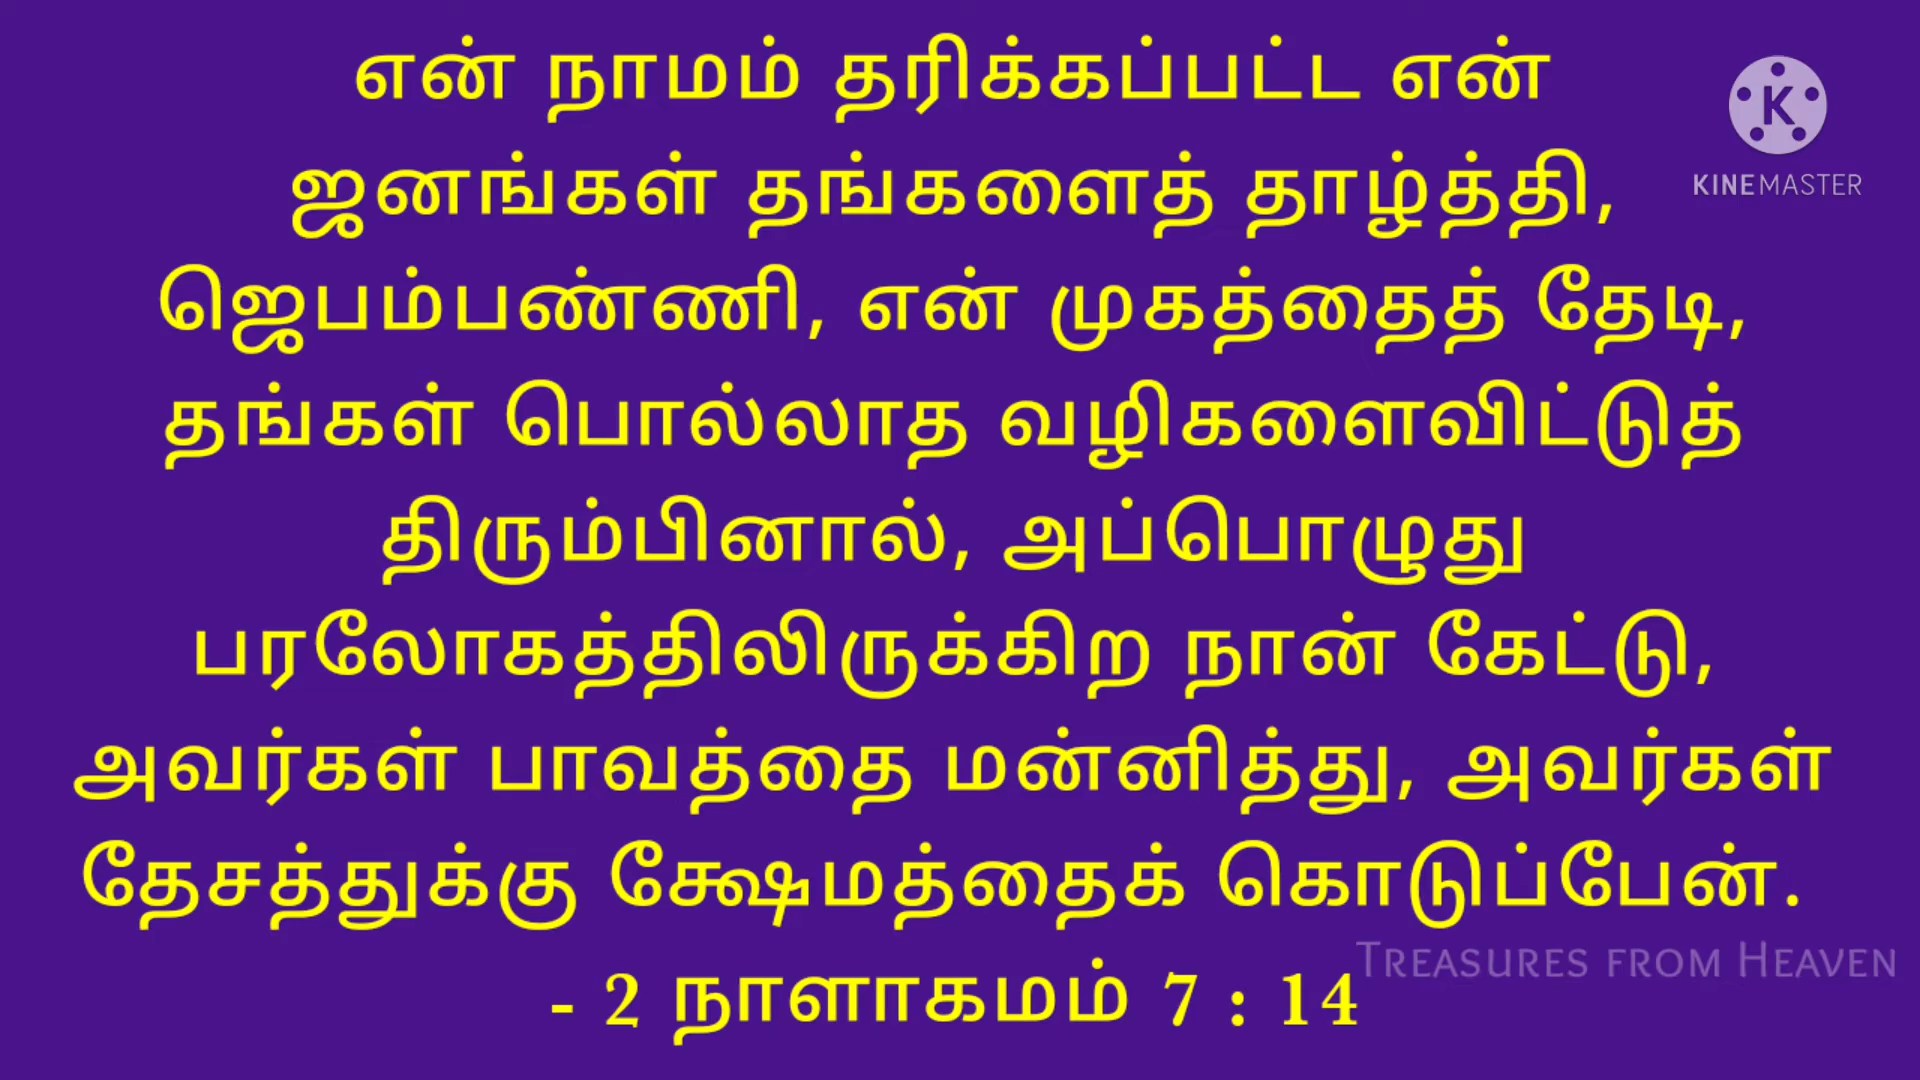 என் நாமம் தரிக்கப்பட்ட என்
ஜனங்கள் தங்களைத் தாழ்த்தி,
ஜெபம்பண்ணி, என் முகத்தைத் தேடி,
தங்கள் பொல்லாத வழிகளைவிட்டுத்
திரும்பினால், அப்பொழுது
பரலோகத்திலிருக்கிற நான் கேட்டு,
அவர்கள் பாவத்தை மன்னித்து, அவர்கள்
தேசத்துக்கு க்ஷேமத்தைக் கொடுப்பேன்.
- 2 நாளாகமம் 7 : 14
K
KINEMASTER
TREASURES FROM HEAVEN